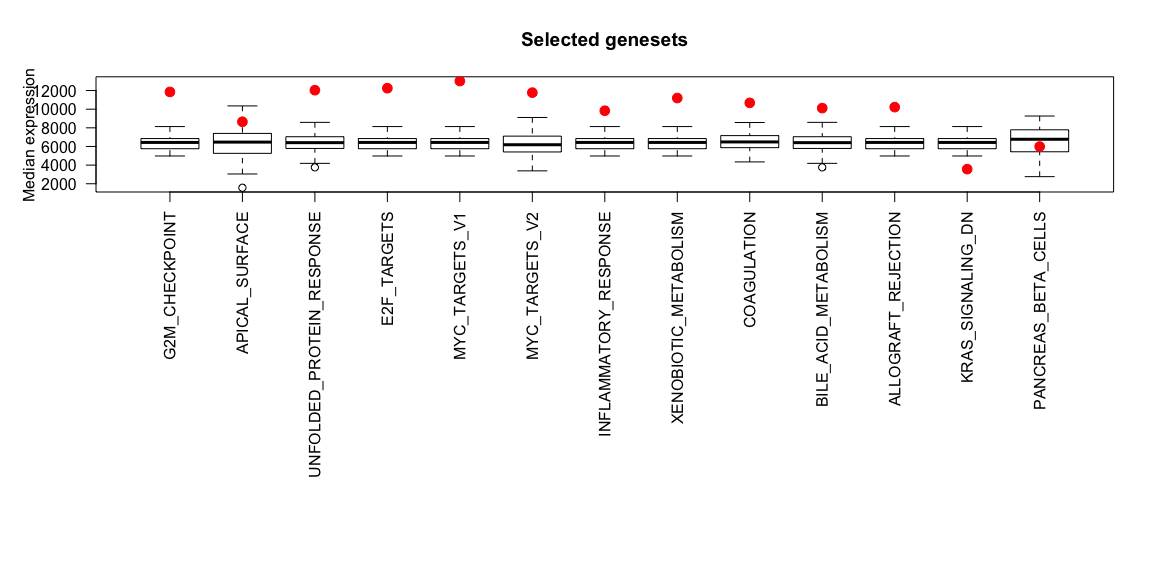 Selected genesets
Median expression
12000
10000
8000
6000
4000
2000
G2M_CHECKPOINT
APICAL_SURFACE
UNFOLDED_PROTEIN_RESPONSE
E2F_TARGETS
MYC_TARGETS_V1
MYC_TARGETS_V2
INFLAMMATORY_RESPONSE
XENOBIOTIC_METABOLISM
COAGULATION
BILE_ACID_METABOLISM
ALLOGRAFT_REJECTION
KRAS_SIGNALING_DN
PANCREAS_BETA_CELLS